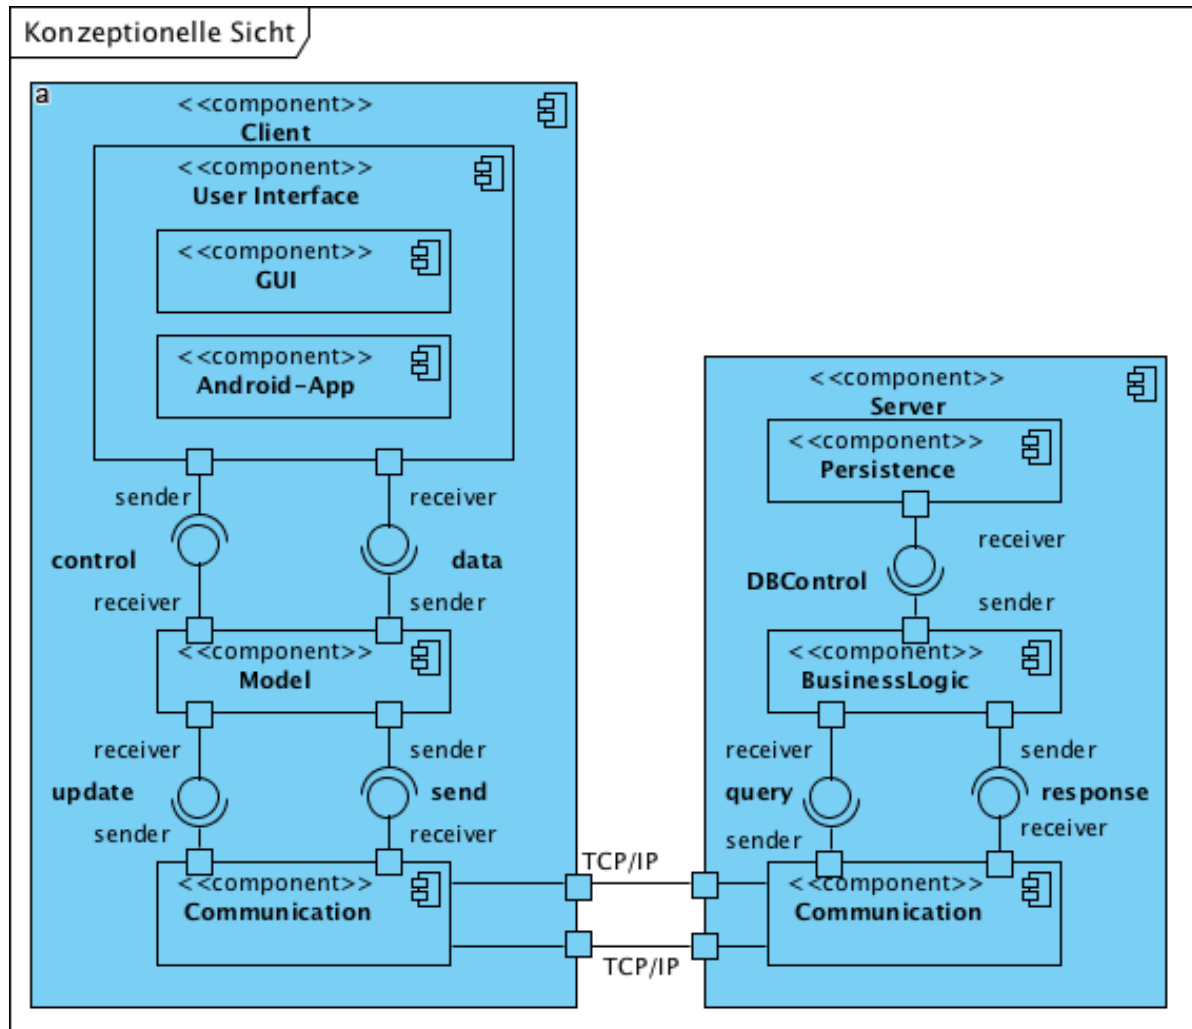 Konzeptionelle Sicht
a
<<component>>
Client
<<component>>
User Interface
<<component>>
GUI
<<component>>
Android-App
sender
receiver
control
data
receiver
sender
<<component>>
Model
receiver
sender
update
send
sender
receiver
<<component>>
Communication
TCP/IP
TCP/IP
<<component>>
Server
<<component>>
Persistence
receiver
DBControl
sender
<<component>>
BusinessLogic
receiver
sender
query
response
sender
receiver
<<component>>
Communication